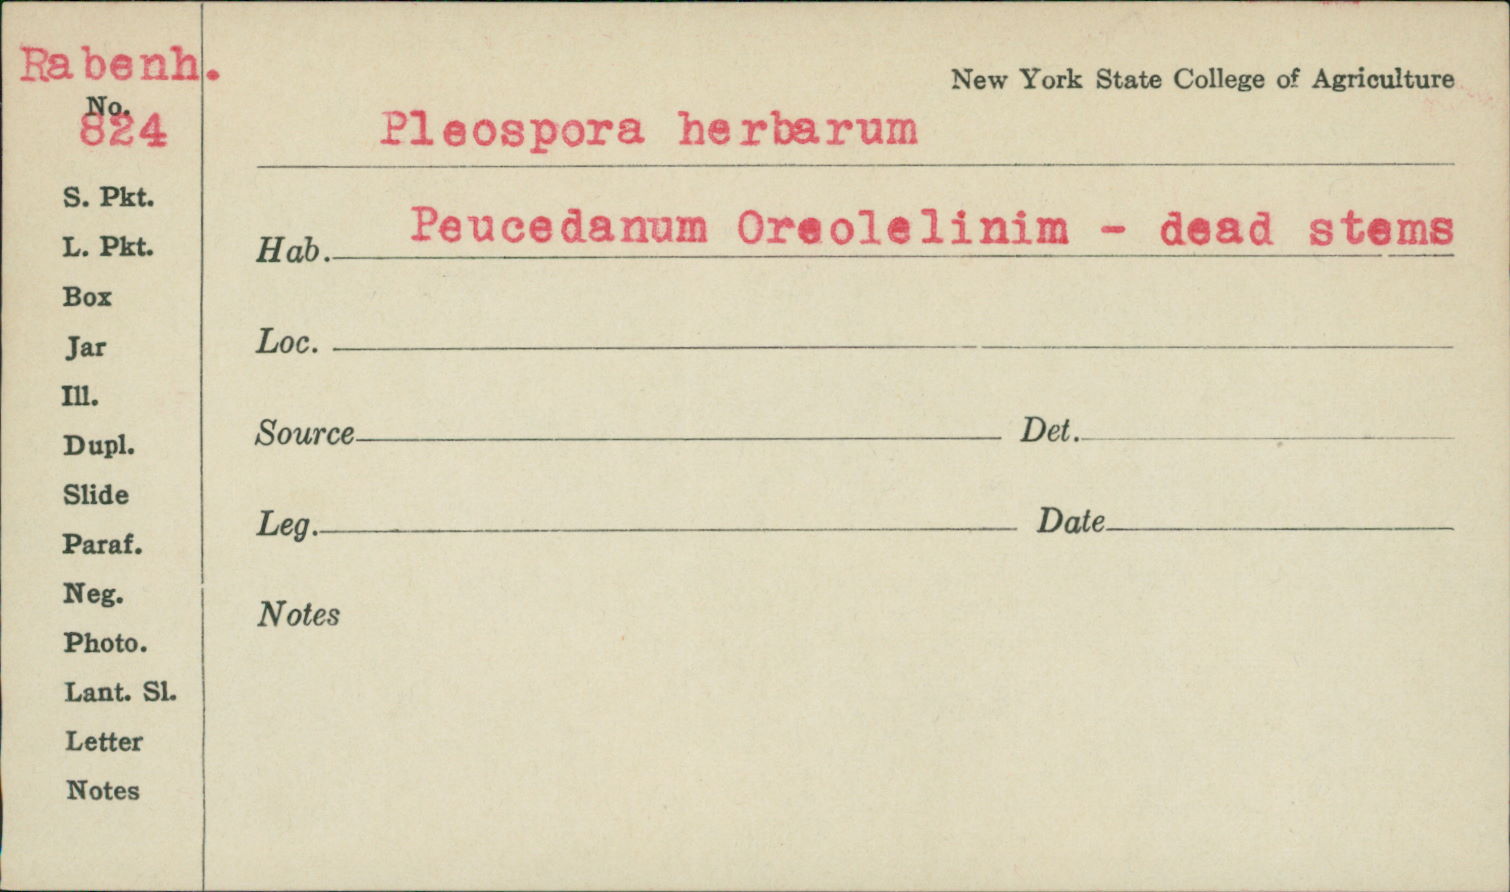 Rabenh.
No.
824
S. Pkt.
L. Pkt.
Box
Jar
Ill.
Dupl.
Slide
Paraf.
Neg.
Photo.
Lant. Sl.
Letter
Notes
New York State College of Agriculture
Pleospora herbarum
Hab. Peucedanum Oreolelinim - dead stems
Loc.
Source Det.
Leg. Date
Notes